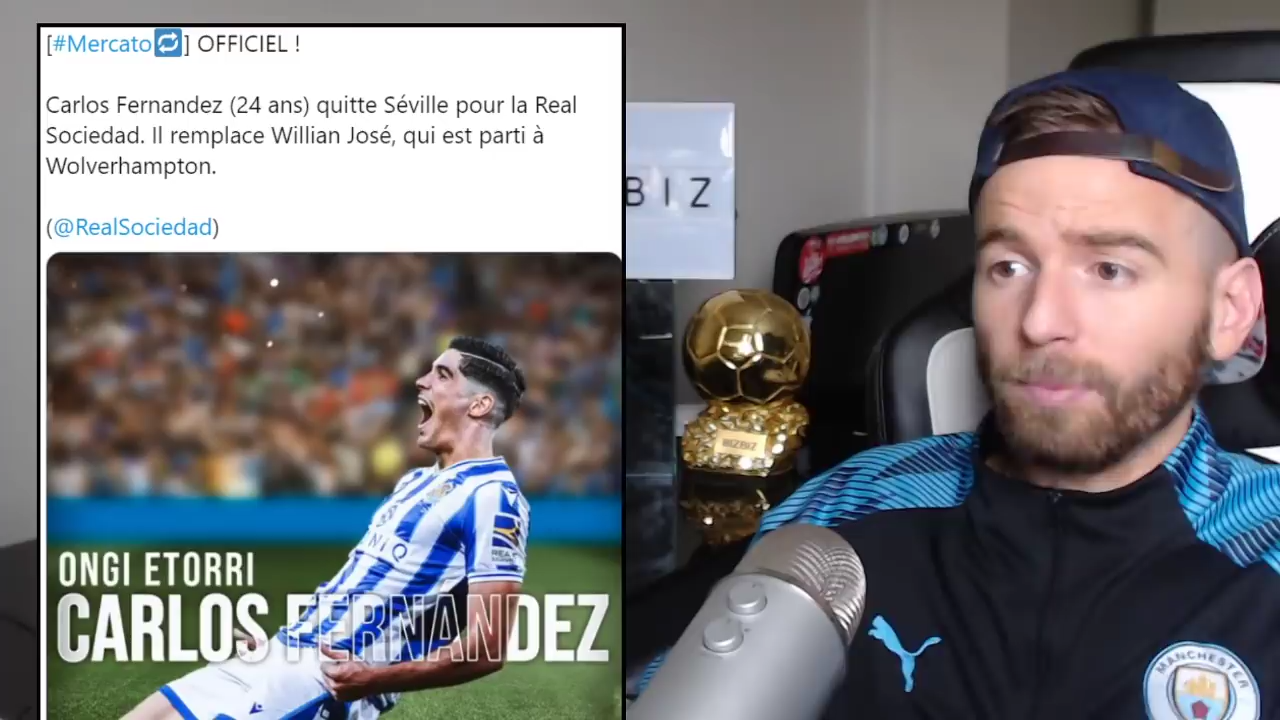 [#Mercato🔁] OFFICIEL !
Carlos Fernandez (24 ans) quitte Séville pour la Real
Sociedad. Il remplace Willian José, qui est parti à
Wolverhampton.
(@RealSociedad)
ONGI ETORRI
CARLOS FERNANDEZ
BIZ
WIZBIZ
MANCHESTER